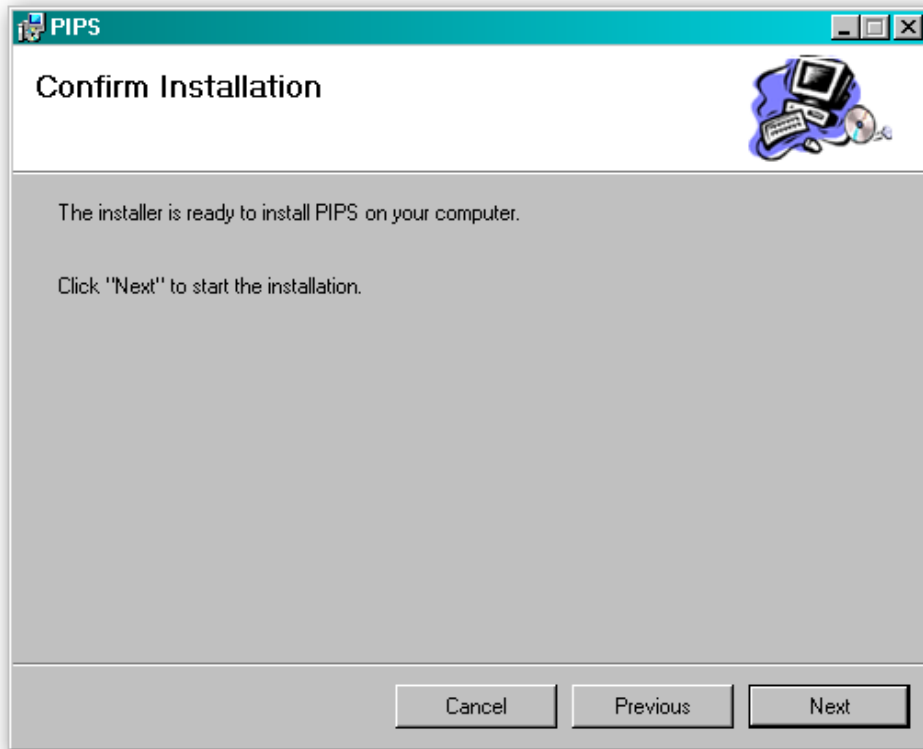 PIPS
Confirm Installation
The installer is ready to install PIPS on your computer.
Click "Next" to start the installation.
Cancel Previous Next